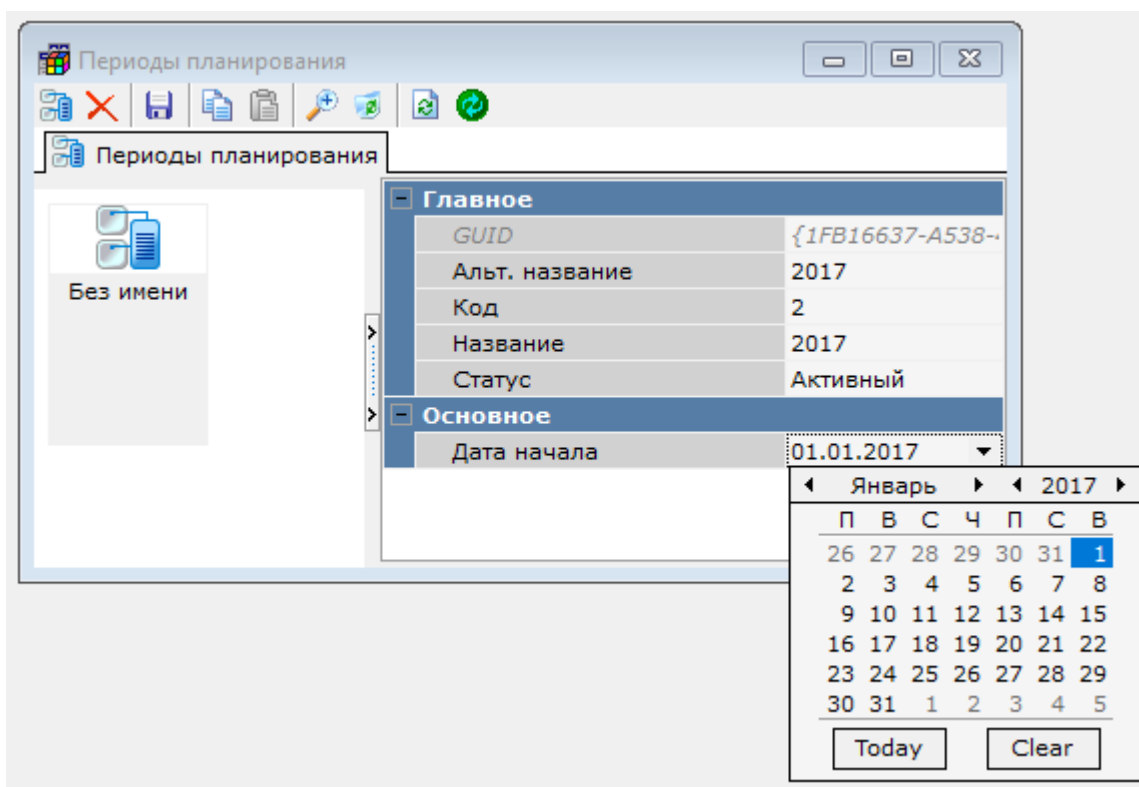 Периоды планирования
Периоды планирования
Без имени
Главное
GUID {1FB16637-A538-
Альт. название 2017
Код 2
Название 2017
Статус Активный
Основное
Дата начала 01.01.2017
Январь 2017
П В С Ч П С В
26 27 28 29 30 31 1
2 3 4 5 6 7 8
9 10 11 12 13 14 15
16 17 18 19 20 21 22
23 24 25 26 27 28 29
30 31 1 2 3 4 5
Today Clear